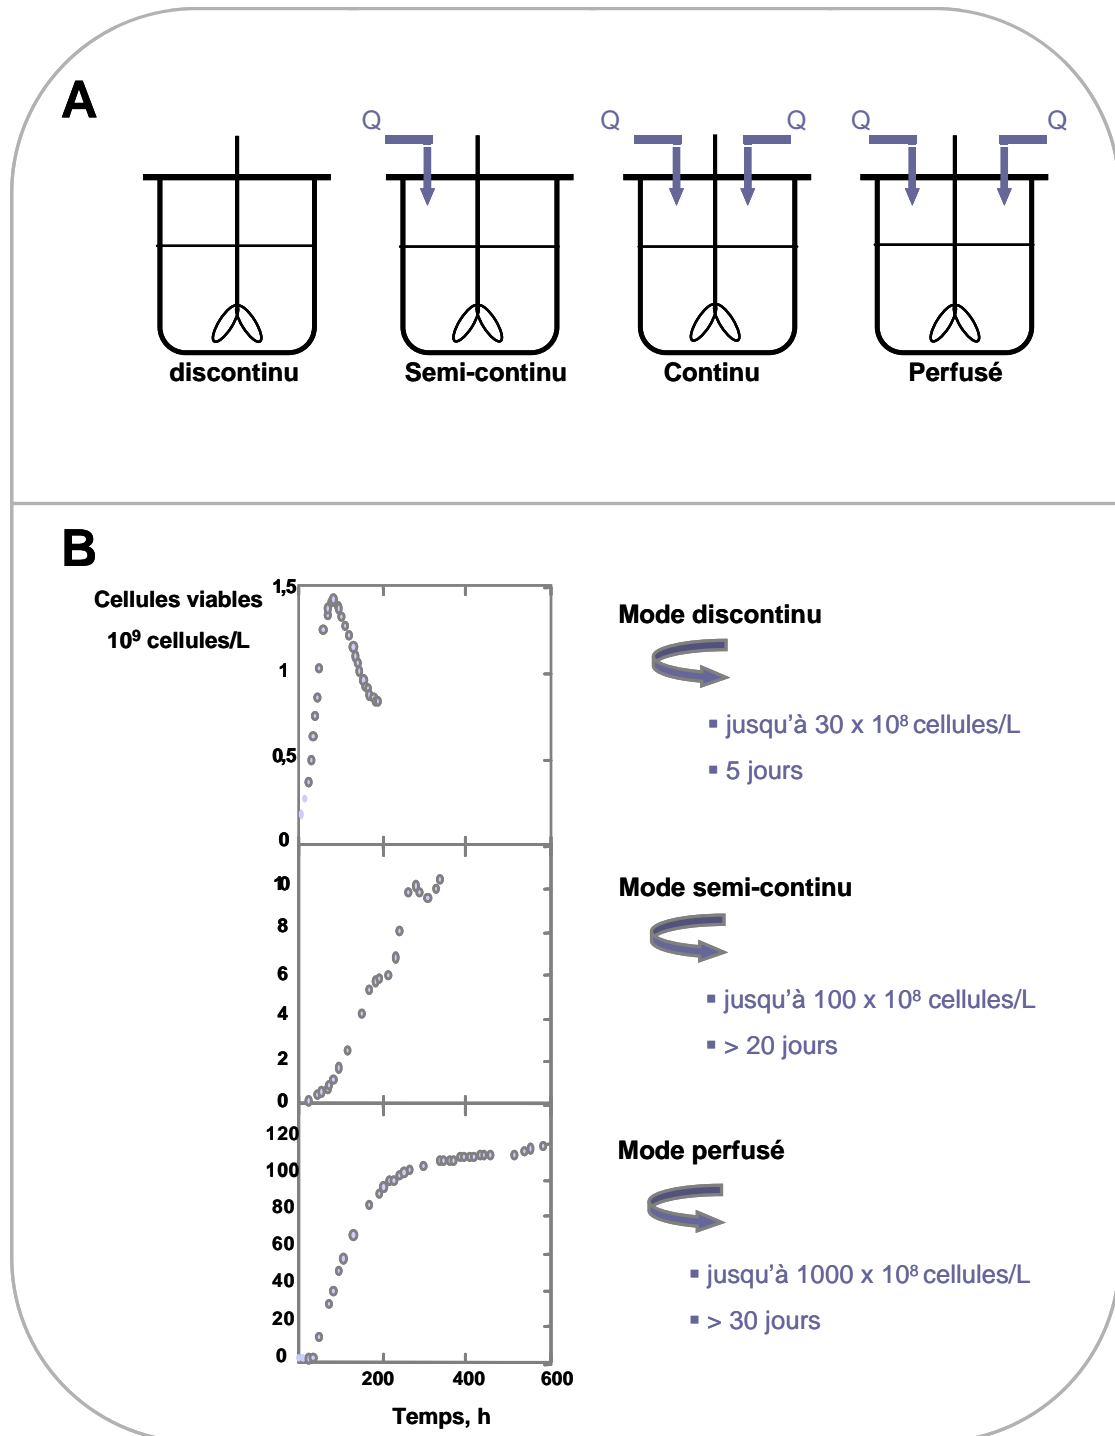 A
Q Q Q Q Q
discontinu Semi-continu Continu Perfusé
B
Cellules viables
10⁹ cellules/L
1,5
1
0,5
0
Mode discontinu
▪ jusqu'à 30 x 10⁸ cellules/L
▪ 5 jours
10
8
6
4
2
0
Mode semi-continu
▪ jusqu'à 100 x 10⁸ cellules/L
▪ > 20 jours
120
100
80
60
40
20
0
Mode perfusé
▪ jusqu'à 1000 x 10⁸ cellules/L
▪ > 30 jours
200 400 600
Temps, h